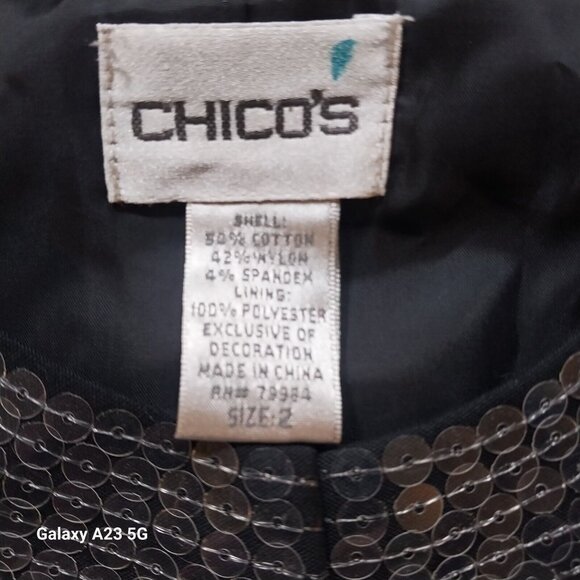 CHICO'S
SHELL:
54% COTTON
42% NYLON
4% SPANDEX
LINING:
100% POLYESTER
EXCLUSIVE OF
DECORATION
MADE IN CHINA
RN# 79984
SIZE:2
Galaxy A23 5G